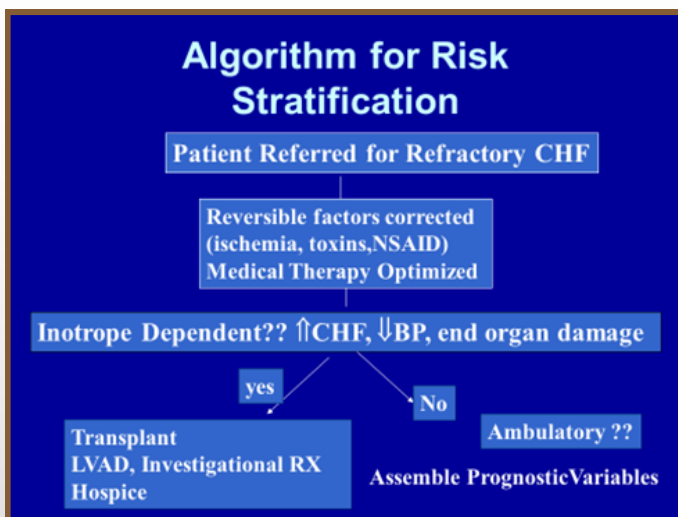 Algorithm for Risk
Stratification
Patient Referred for Refractory CHF
Reversible factors corrected
(ischemia, toxins,NSAID)
Medical Therapy Optimized
Inotrope Dependent?? ⇑CHF, ⇓BP, end organ damage
yes
No
Transplant
LVAD, Investigational RX
Hospice
Ambulatory ??
Assemble PrognosticVariables